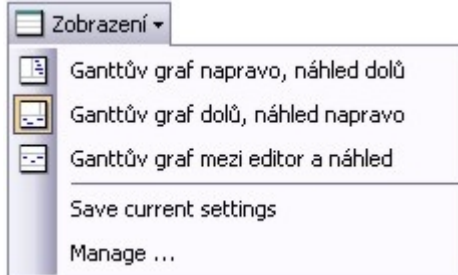 Zobrazení
Ganttův graf napravo, náhled dolů
Ganttův graf dolů, náhled napravo
Ganttův graf mezi editor a náhled
Save current settings
Manage ...